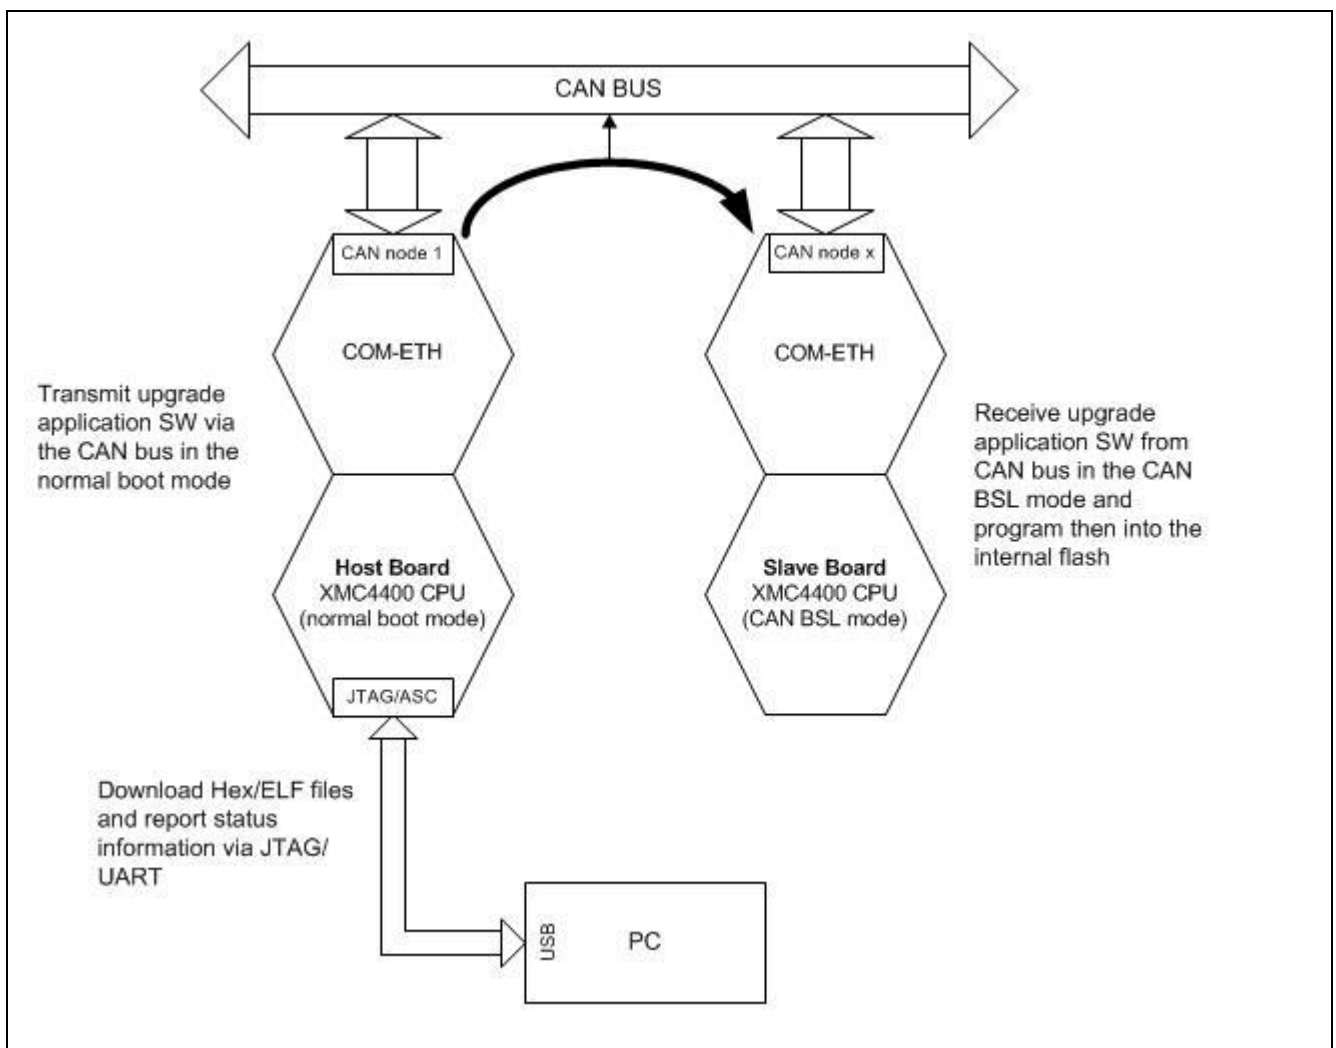 CAN BUS
CAN node 1
CAN node x
COM-ETH
COM-ETH
Transmit upgrade
application SW via
the CAN bus in the
normal boot mode
Receive upgrade
application SW from
CAN bus in the CAN
BSL mode and
program then into the
internal flash
Host Board
XMC4400 CPU
(normal boot mode)
Slave Board
XMC4400 CPU
(CAN BSL mode)
JTAG/ASC
Download Hex/ELF files
and report status
information via JTAG/
UART
USB
PC